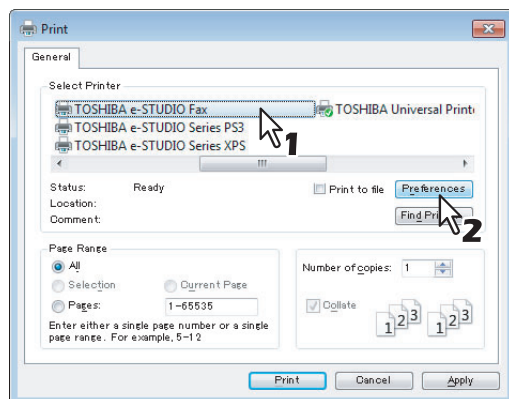 Print
General
Select Printer
TOSHIBA e-STUDIO Fax
TOSHIBA Universal Printe
TOSHIBA e-STUDIO Series PS3
TOSHIBA e-STUDIO Series XPS
1
Status: Ready
Print to file
Preferences
Location:
Comment:
Find Pri
2
Page Range
All
Selection
Current Page
Pages:
1-65535
Enter either a single page number or a single
page range. For example, 5-12
Number of copies: 1
Collate
1 2 3
1 2 3
Print
Cancel
Apply